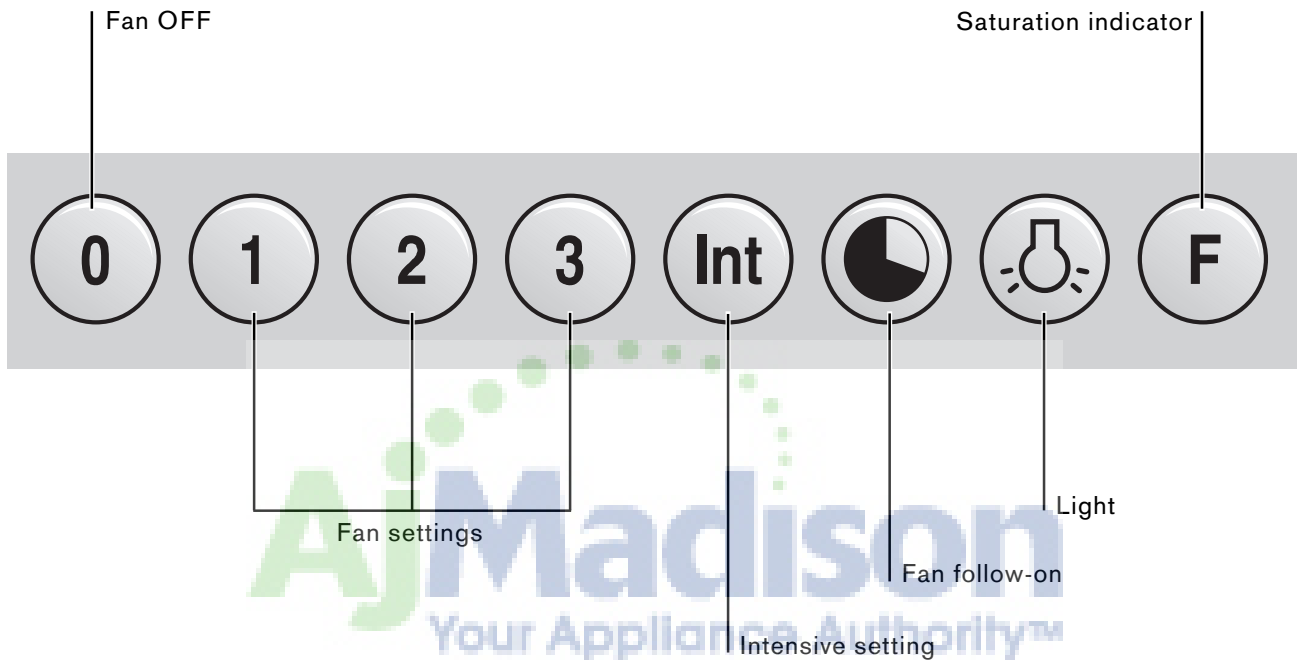 Fan OFF
Saturation indicator
0 1 2 3 Int F
Fan settings
Light
Fan follow-on
Intensive setting
AjMadison
Your Appliance Authority™